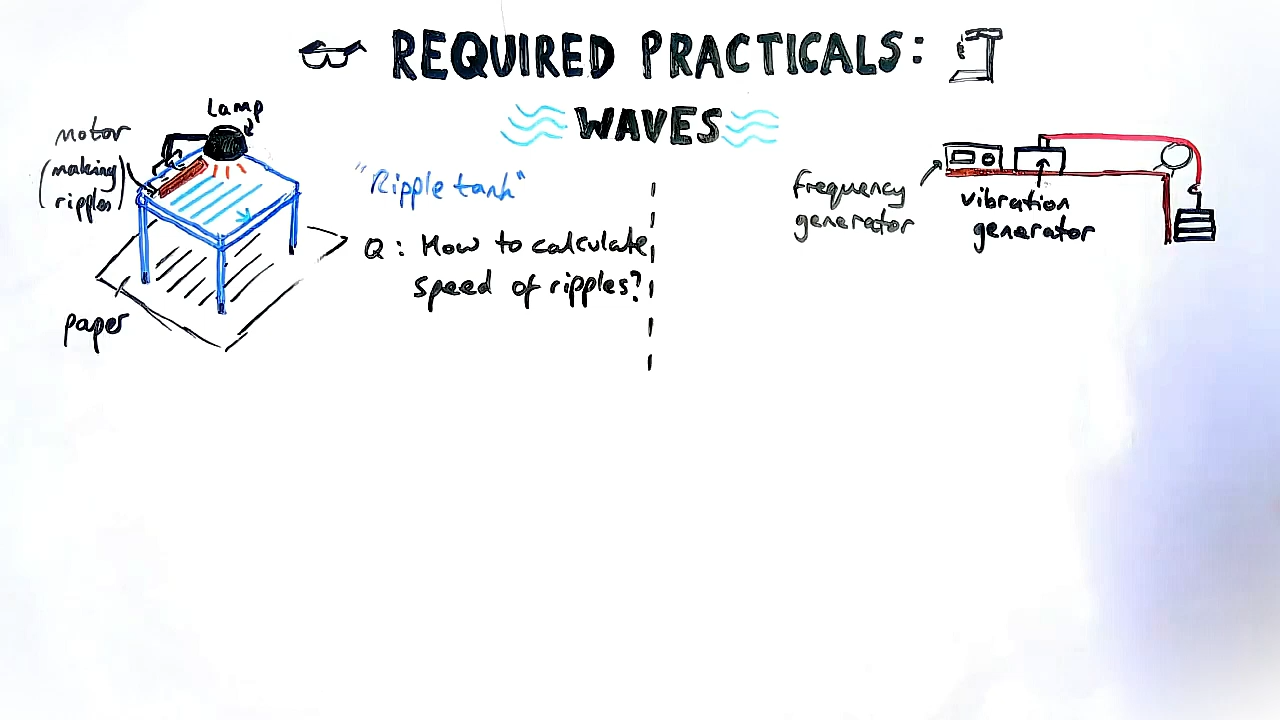 REQUIRED PRACTICALS:
WAVES
Lamp
motor
(making
ripples)
paper
"Ripple tank"
Q: How to calculate
speed of ripples?
frequency
generator
vibration
generator